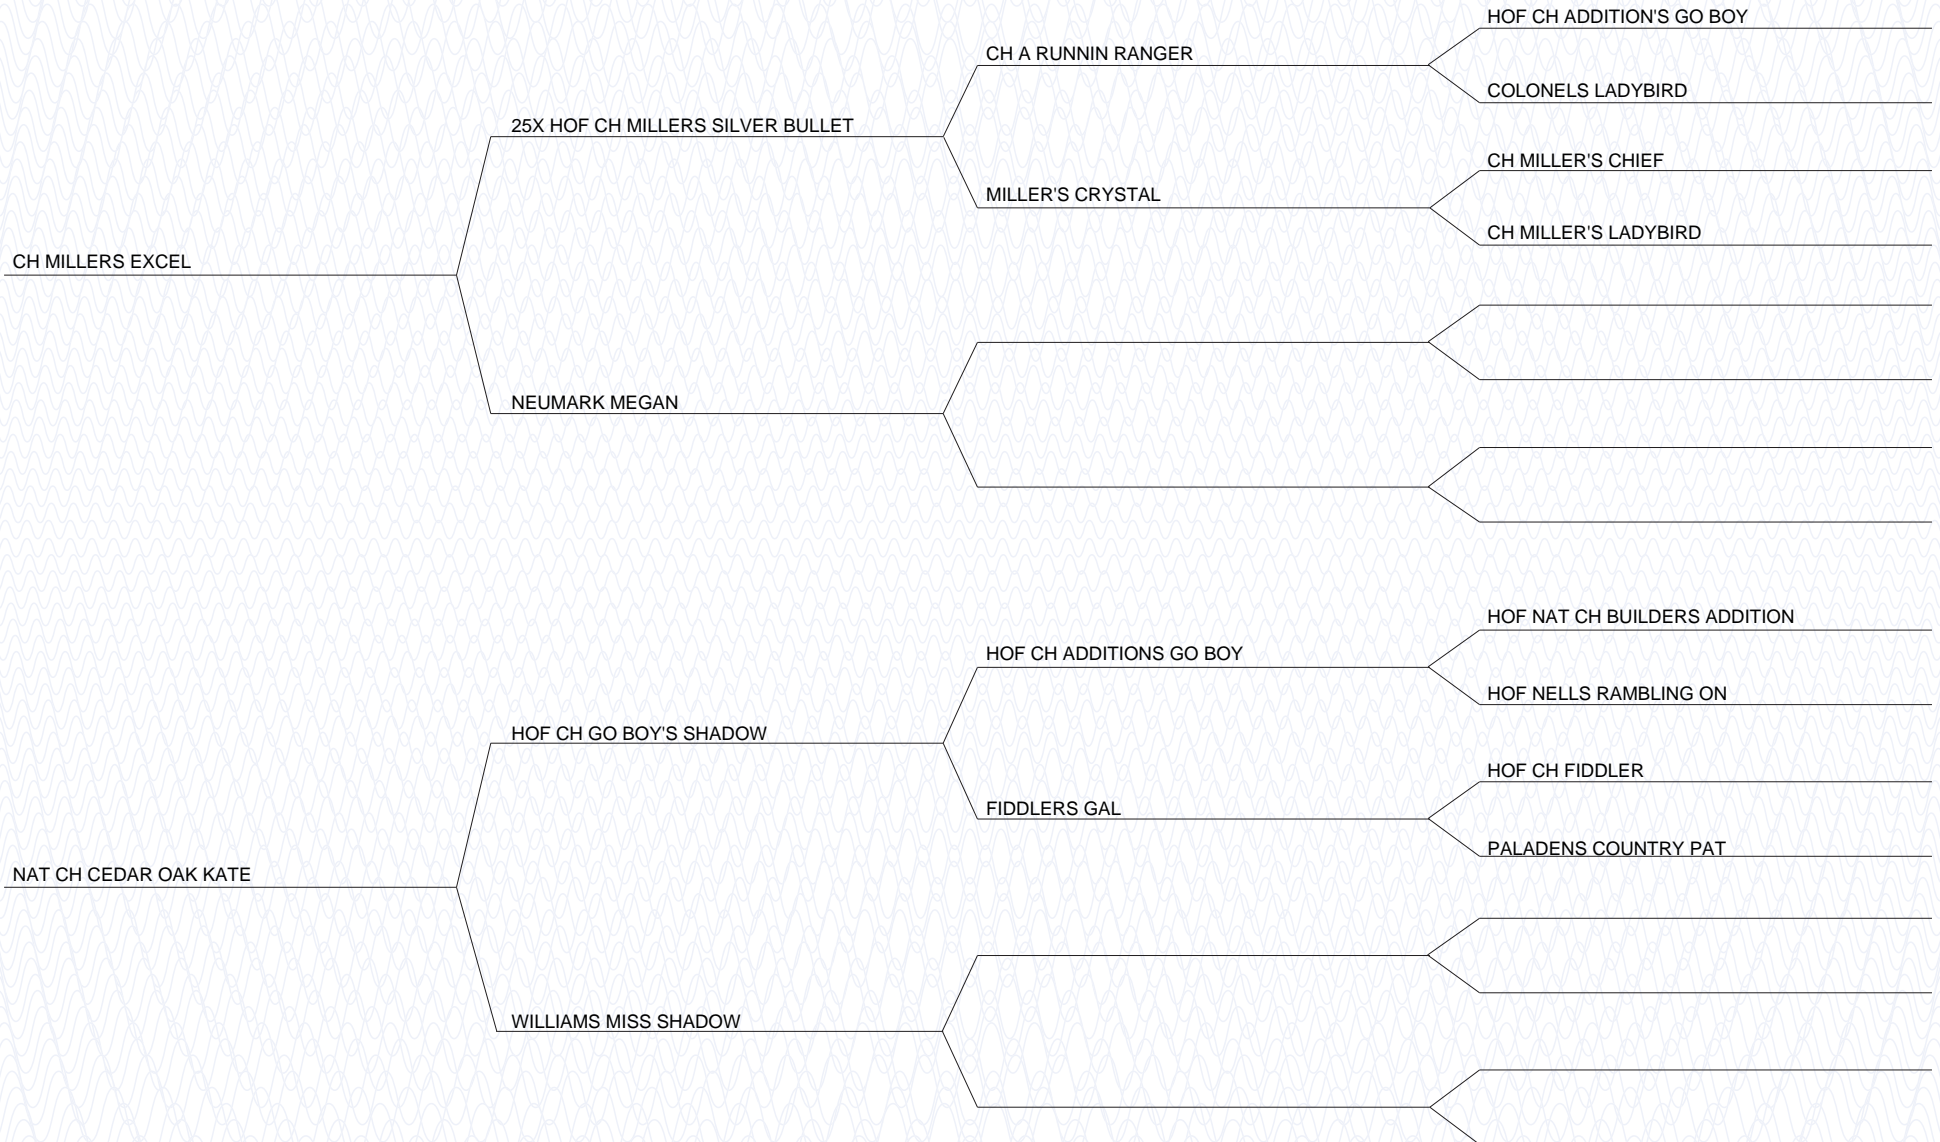 HOF CH ADDITION'S GO BOY
CH A RUNNIN RANGER
COLONELS LADYBIRD
25X HOF CH MILLERS SILVER BULLET
CH MILLER'S CHIEF
MILLER'S CRYSTAL
CH MILLER'S LADYBIRD
CH MILLERS EXCEL
NEUMARK MEGAN
HOF NAT CH BUILDERS ADDITION
HOF CH ADDITIONS GO BOY
HOF NELLS RAMBLING ON
HOF CH GO BOY'S SHADOW
HOF CH FIDDLER
FIDDLERS GAL
PALADENS COUNTRY PAT
NAT CH CEDAR OAK KATE
WILLIAMS MISS SHADOW